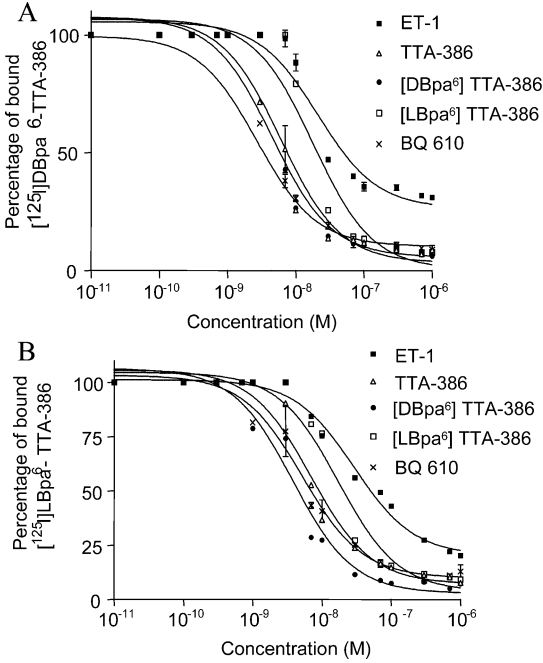 A
Percentage of bound
[¹²⁵I]DBpa ⁶-TTA-386
100
50
0
10⁻¹¹ 10⁻¹⁰ 10⁻⁹ 10⁻⁸ 10⁻⁷ 10⁻⁶
Concentration (M)
ET-1
TTA-386
[DBpa⁶] TTA-386
[LBpa⁶] TTA-386
BQ 610
B
Percentage of bound
[¹²⁵I]LBpa⁶- TTA-386
100
75
50
25
0
10⁻¹¹ 10⁻¹⁰ 10⁻⁹ 10⁻⁸ 10⁻⁷ 10⁻⁶
Concentration (M)
ET-1
TTA-386
[DBpa⁶] TTA-386
[LBpa⁶] TTA-386
BQ 610